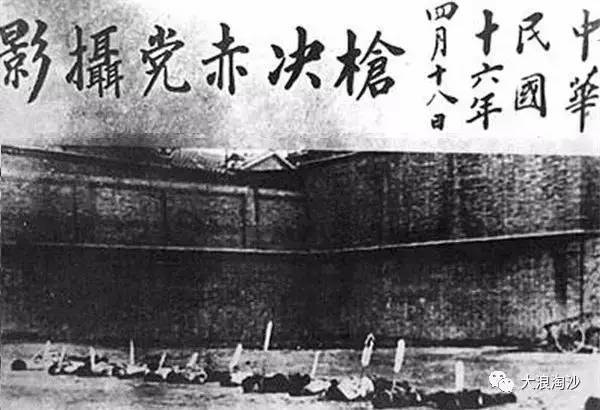 中華
民國
十六年
四月十八日
槍决赤党攝影
大浪淘沙